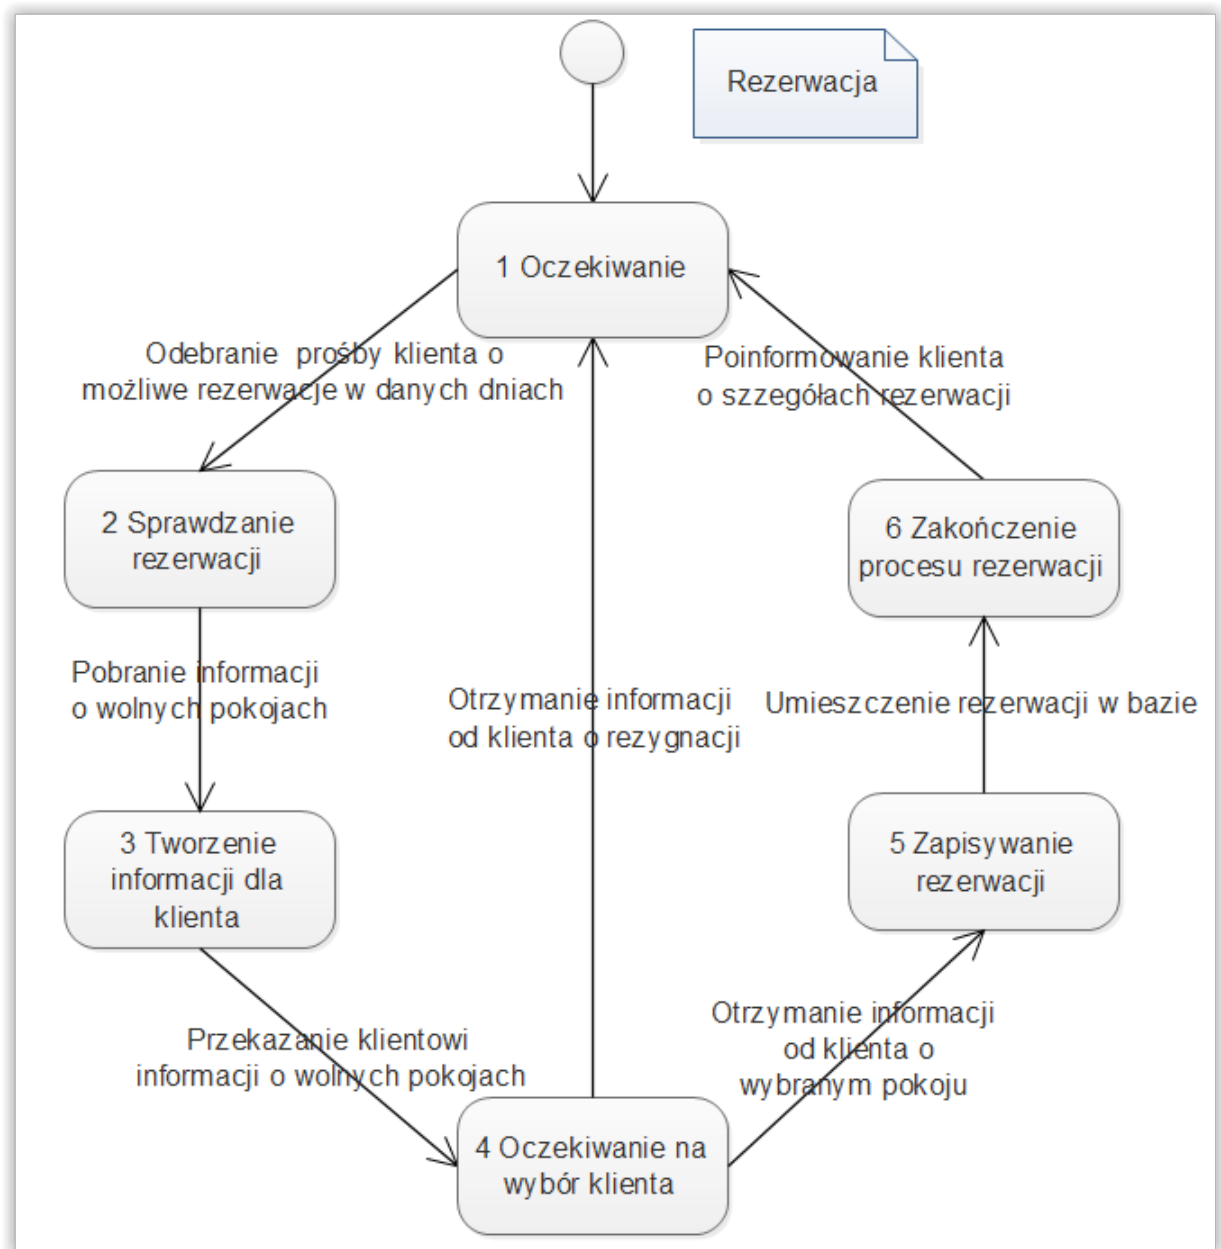 Rezerwacja
1 Oczekiwanie
Odebranie prośby klienta o
możliwe rezerwacje w danych dniach
Poinformowanie klienta
o szzegółach rezerwacji
2 Sprawdzanie
rezerwacji
6 Zakończenie
procesu rezerwacji
Pobranie informacji
o wolnych pokojach
Otrzymanie informacji
od klienta o rezygnacji
Umieszczenie rezerwacji w bazie
3 Tworzenie
informacji dla
klienta
5 Zapisywanie
rezerwacji
Przekazanie klientowi
informacji o wolnych pokojach
Otrzymanie informacji
od klienta o
wybranym pokoju
4 Oczekiwanie na
wybór klienta